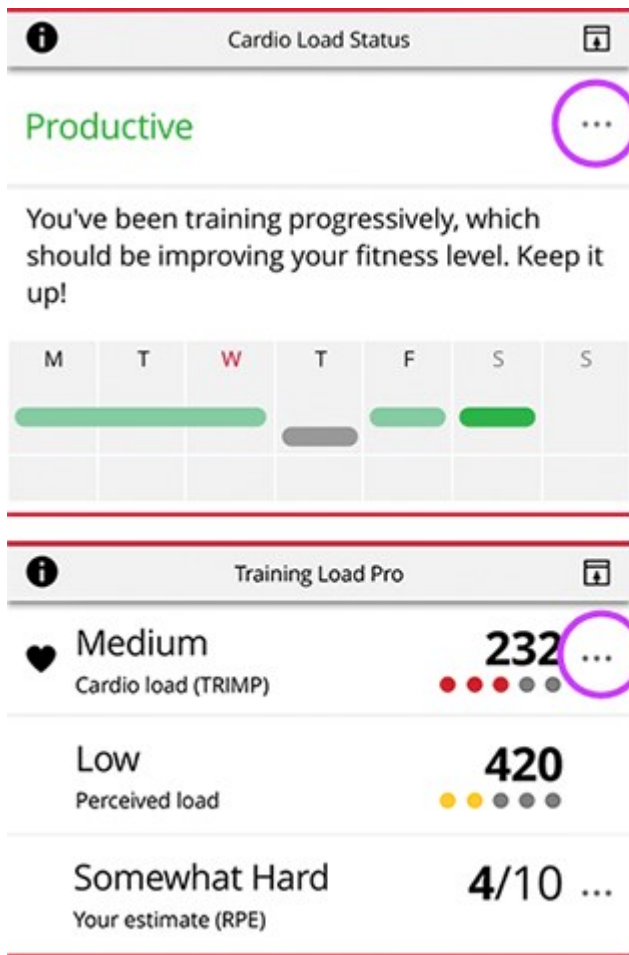 Cardio Load Status
Productive
...
You've been training progressively, which
should be improving your fitness level. Keep it
up!
M T W T F S S
Training Load Pro
Medium 232 ...
Cardio load (TRIMP)
Low 420
Perceived load
Somewhat Hard 4/10 ...
Your estimate (RPE)